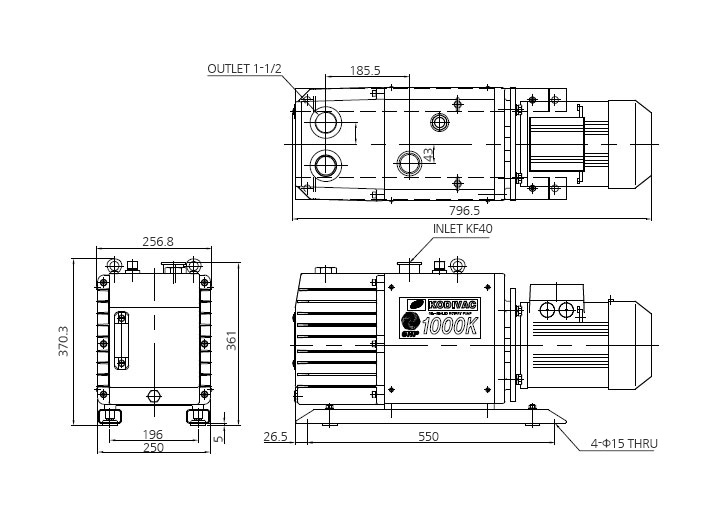 OUTLET 1-1/2
185.5
43
796.5
INLET KF40
256.8
370.3
361
KODIVAC
1000K
GHP
196
250
5
26.5
550
4-Φ15 THRU